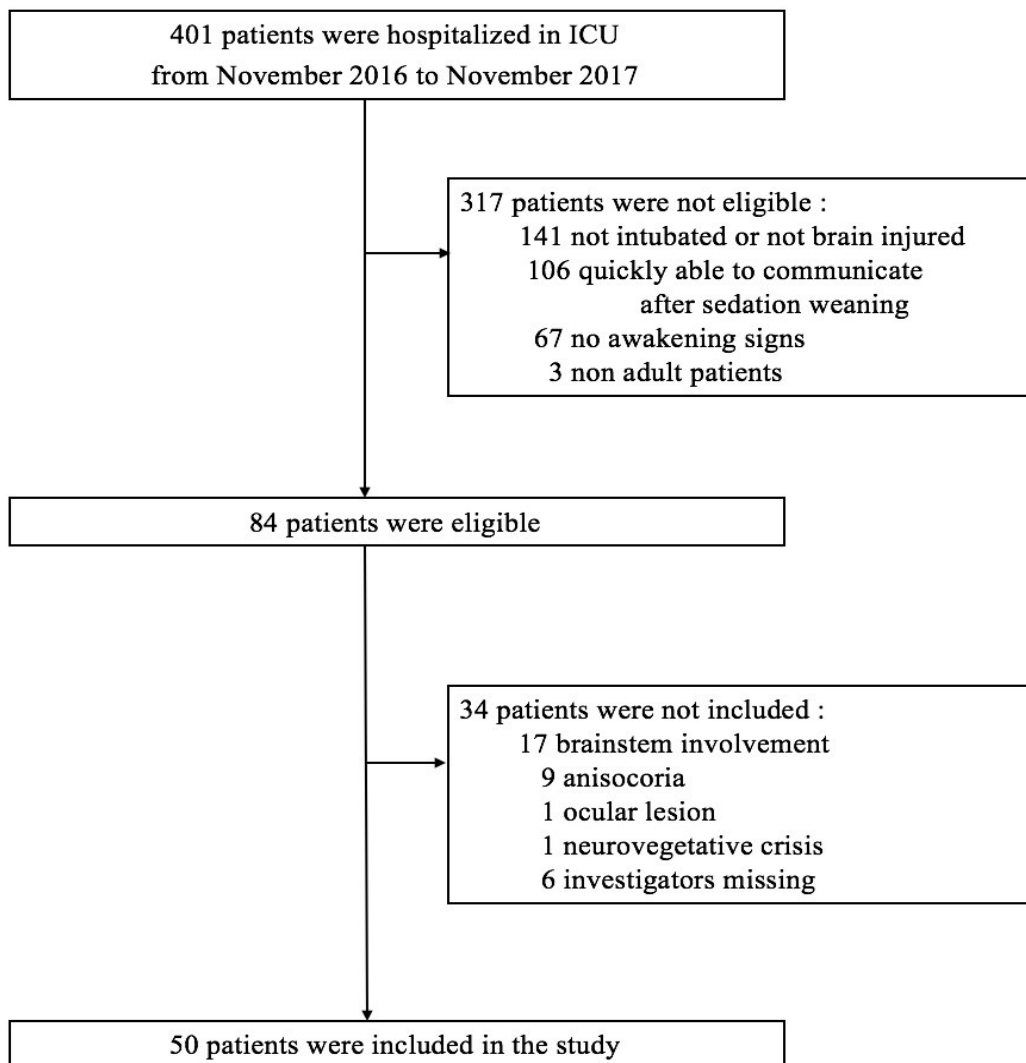 401 patients were hospitalized in ICU
from November 2016 to November 2017
317 patients were not eligible :
141 not intubated or not brain injured
106 quickly able to communicate
after sedation weaning
67 no awakening signs
3 non adult patients
84 patients were eligible
34 patients were not included :
17 brainstem involvement
9 anisocoria
1 ocular lesion
1 neurovegetative crisis
6 investigators missing
50 patients were included in the study